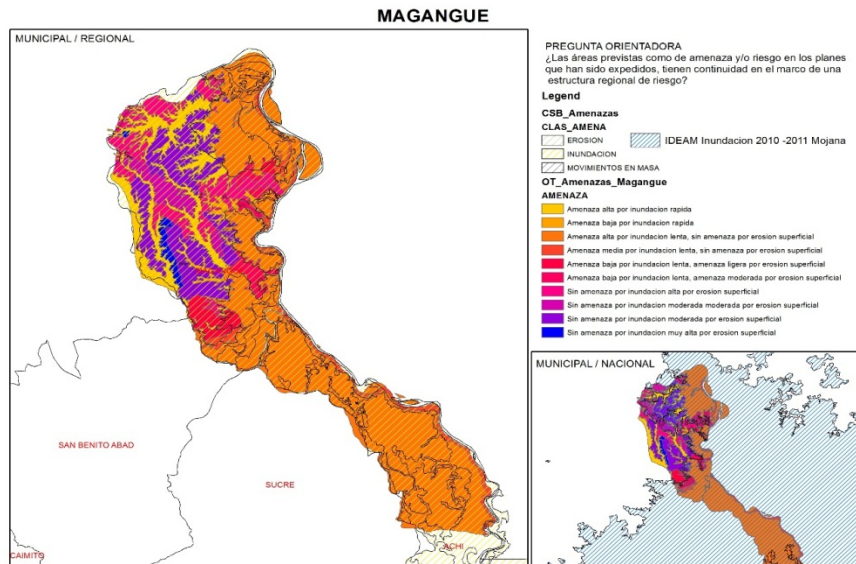 MAGANGUE
MUNICIPAL / REGIONAL
SAN BENITO ABAD
SUCRE
CAIMITO
ACHI
PREGUNTA ORIENTADORA
¿Las áreas previstas como de amenaza y/o riesgo en los planes
que han sido expedidos, tienen continuidad en el marco de una
estructura regional de riesgo?
Legend
CSB_Amenazas
CLAS_AMENA
EROSION
INUNDACION
MOVIMIENTOS EN MASA
IDEAM Inundacion 2010 -2011 Mojana
OT_Amenazas_Magangue
AMENAZA
Amenaza alta por inundacion rapida
Amenaza baja por inundacion rapida
Amenaza alta por inundacion lenta, sin amenaza por erosion superficial
Amenaza media por inundacion lenta, sin amenaza por erosion superficial
Amenaza baja por inundacion lenta, amenaza ligera por erosion superficial
Amenaza baja por inundacion lenta, amenaza moderada por erosion superficial
Sin amenaza por inundacion alta por erosion superficial
Sin amenaza por inundacion moderada moderada por erosion superficial
Sin amenaza por inundacion moderada por erosion superficial
Sin amenaza por inundacion muy alta por erosion superficial
MUNICIPAL / NACIONAL